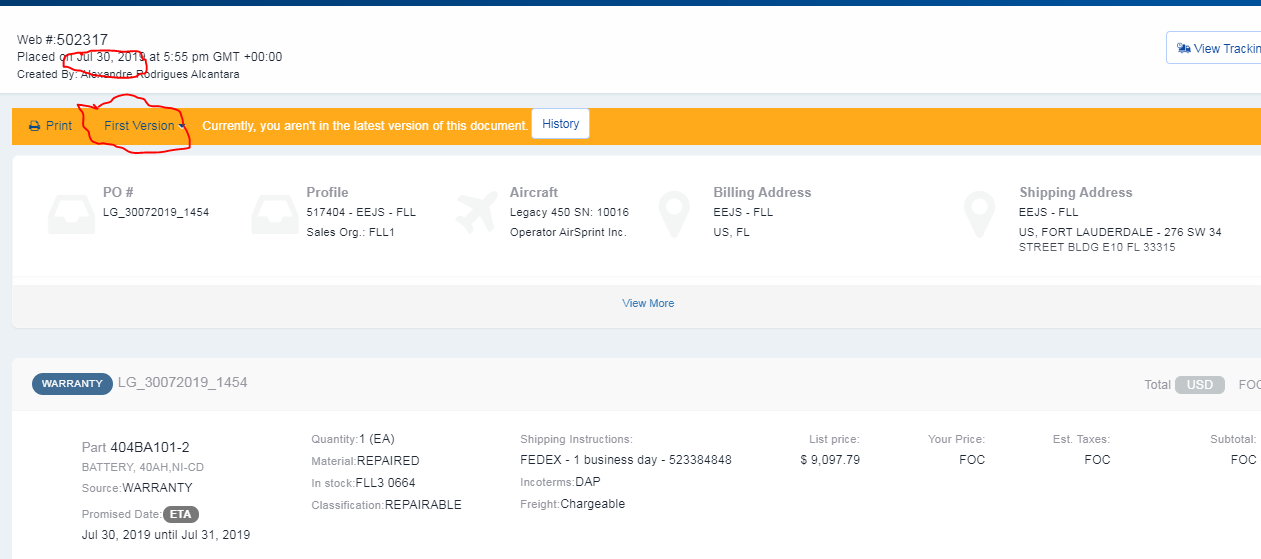 Web #:502317
Placed on Jul 30, 2019 at 5:55 pm GMT +00:00
Created By: Alexandre Rodrigues Alcantara
View Trackin
Print First Version Currently, you aren't in the latest version of this document. History
PO # Profile Aircraft Billing Address Shipping Address
LG_30072019_1454 517404 - EEJS - FLL Legacy 450 SN: 10016 EEJS - FLL EEJS - FLL
Sales Org.: FLL1 Operator AirSprint Inc. US, FL US, FORT LAUDERDALE - 276 SW 34
STREET BLDG E10 FL 33315
View More
WARRANTY LG_30072019_1454 Total USD FOC
Part 404BA101-2
BATTERY, 40AH,NI-CD
Source:WARRANTY
Promised Date: ETA
Jul 30, 2019 until Jul 31, 2019
Quantity:1 (EA)
Material:REPAIRED
In stock:FLL3 0664
Classification:REPAIRABLE
Shipping Instructions:
FEDEX - 1 business day - 523384848
Incoterms:DAP
Freight:Chargeable
List price:
$ 9,097.79
Your Price:
FOC
Est. Taxes:
FOC
Subtotal:
FOC